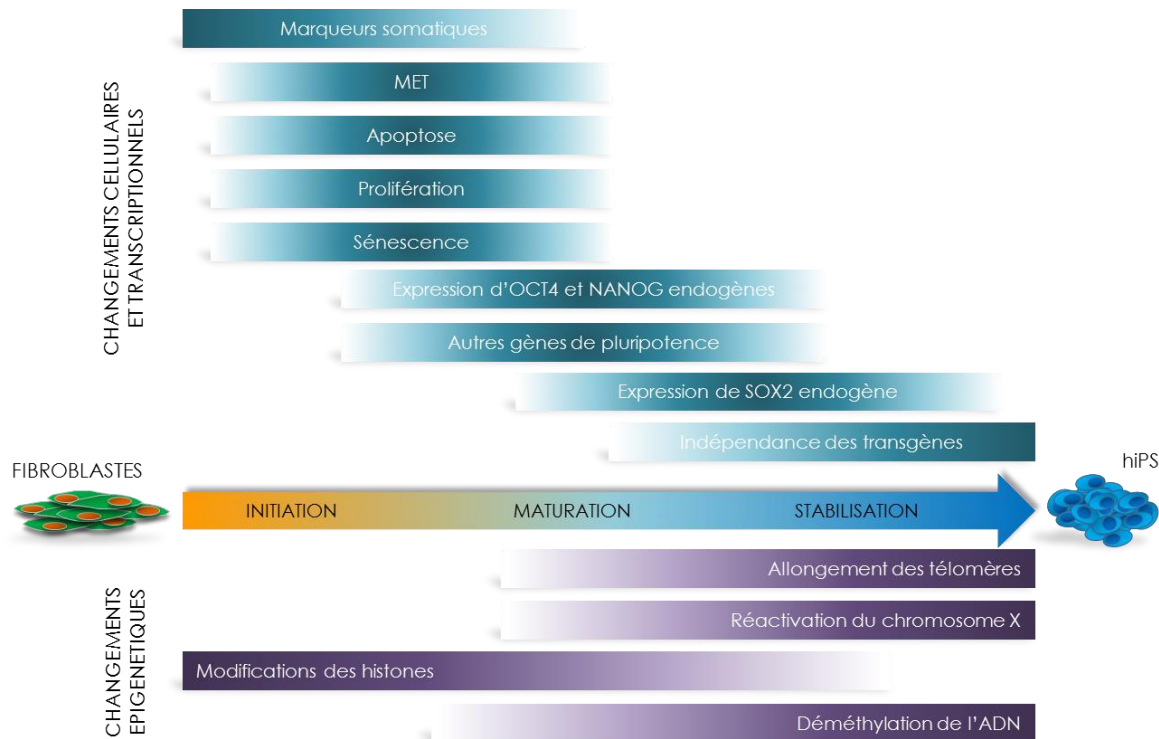 Marqueurs somatiques
MET
Apoptose
Prolifération
Sénescence
Expression d'OCT4 et NANOG endogènes
Autres gènes de pluripotence
Expression de SOX2 endogène
Indépendance des transgènes
CHANGEMENTS CELLULAIRES
ET TRANSCRIPTIONNELS
FIBROBLASTES
hiPS
INITIATION
MATURATION
STABILISATION
Allongement des télomères
Réactivation du chromosome X
Modifications des histones
Déméthylation de l'ADN
CHANGEMENTS
EPIGENETIQUES